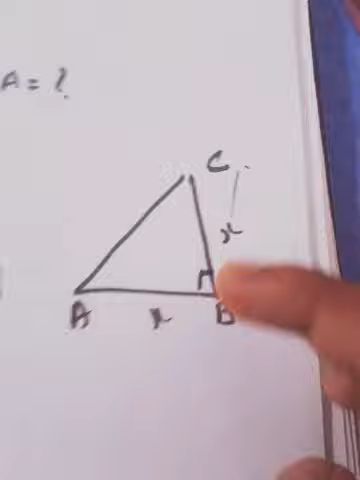 A = ?
C
x
A x B